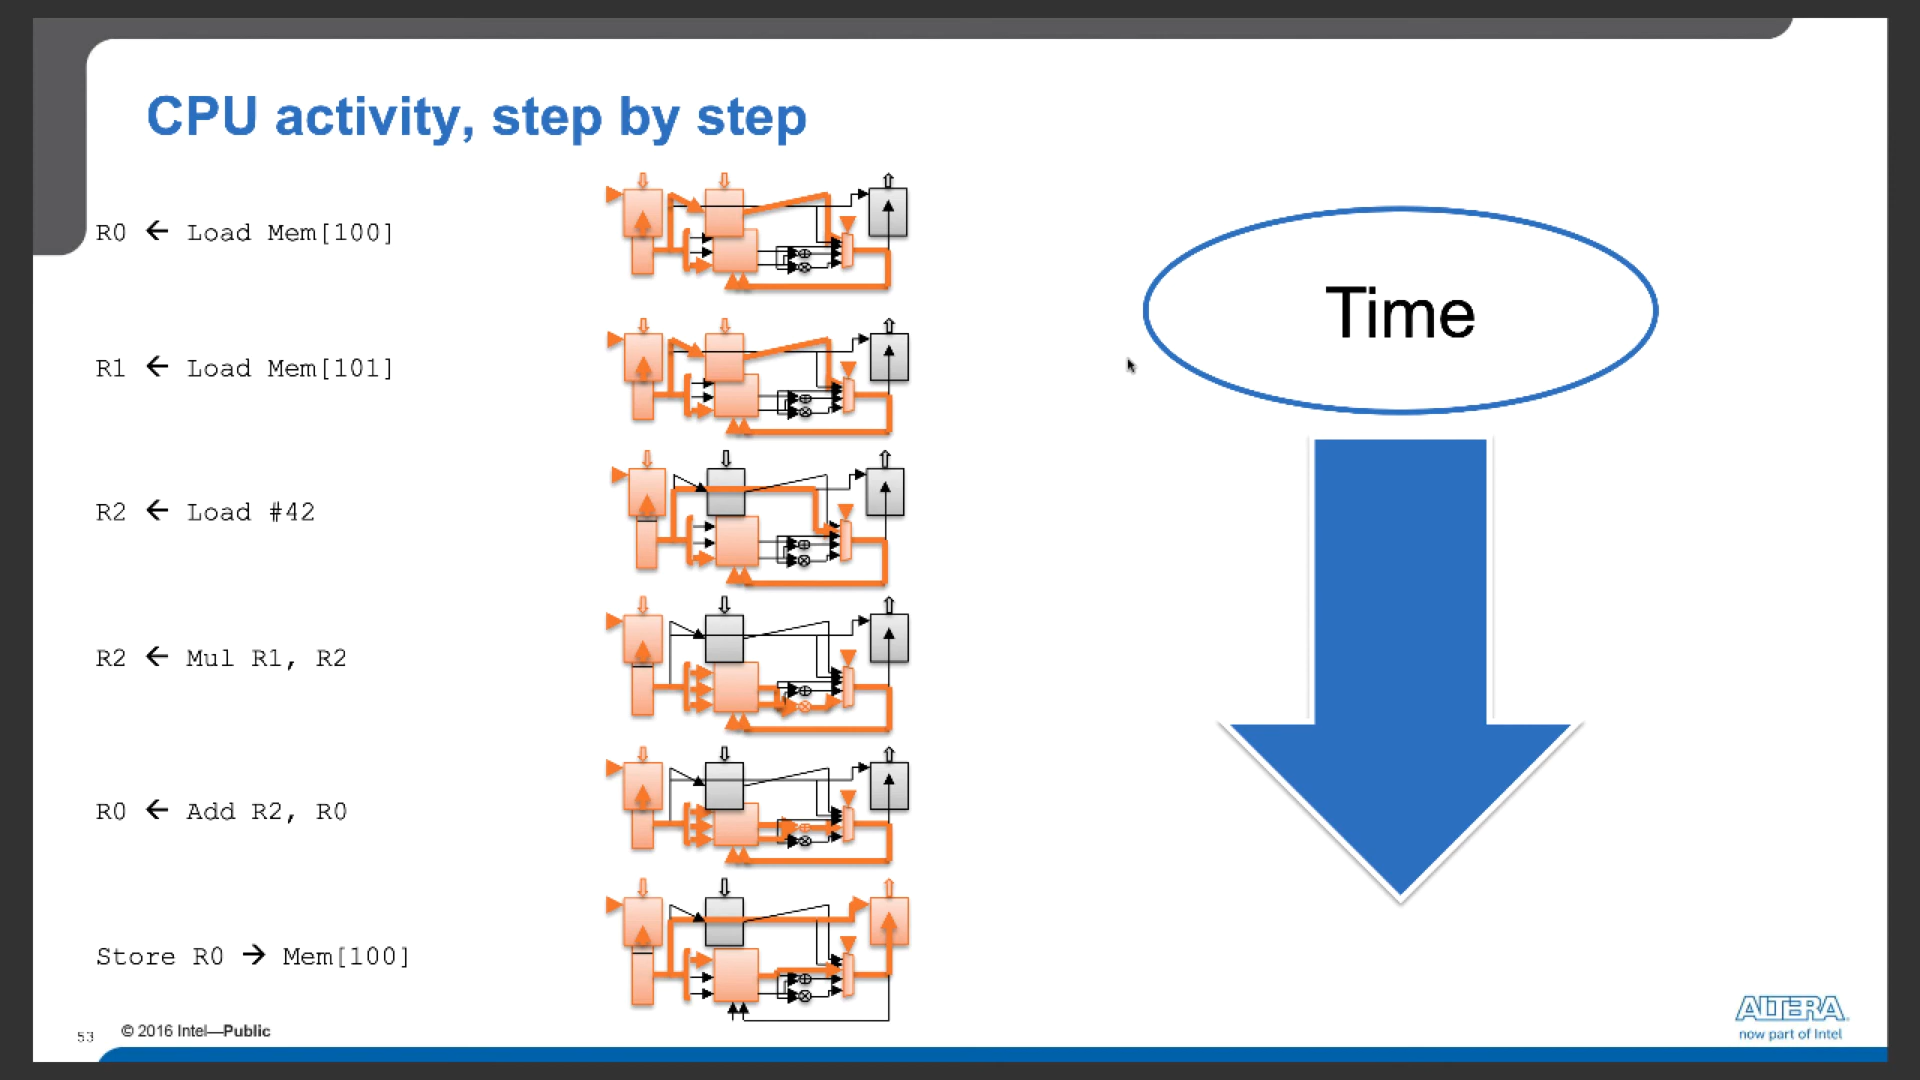 CPU activity, step by step
R0 ← Load Mem[100]
R1 ← Load Mem[101]
R2 ← Load #42
R2 ← Mul R1, R2
R0 ← Add R2, R0
Store R0 → Mem[100]
Time
53 © 2016 Intel—Public
ALTERA
now part of Intel